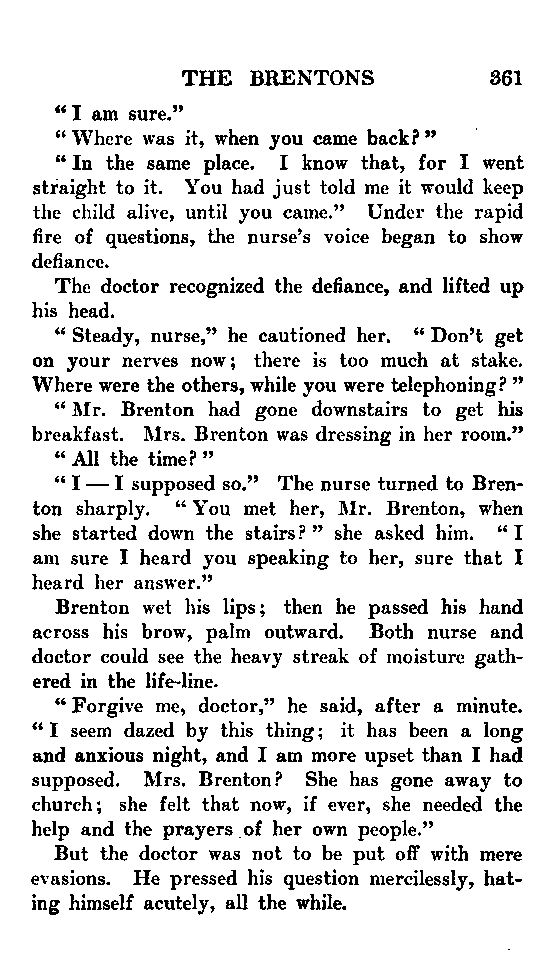 THE BRENTONS 361
“I am sure.”
“Where was it, when you came back?”
“In the same place. I know that, for I went
straight to it. You had just told me it would keep
the child alive, until you came.” Under the rapid
fire of questions, the nurse’s voice began to show
defiance.
The doctor recognized the defiance, and lifted up
his head.
“Steady, nurse,” he cautioned her. “Don’t get
on your nerves now; there is too much at stake.
Where were the others, while you were telephoning?”
“Mr. Brenton had gone downstairs to get his
breakfast. Mrs. Brenton was dressing in her room.”
“All the time?”
“I — I supposed so.” The nurse turned to Bren-
ton sharply. “You met her, Mr. Brenton, when
she started down the stairs?” she asked him. “I
am sure I heard you speaking to her, sure that I
heard her answer.”
Brenton wet his lips; then he passed his hand
across his brow, palm outward. Both nurse and
doctor could see the heavy streak of moisture gath-
ered in the life-line.
“Forgive me, doctor,” he said, after a minute.
“I seem dazed by this thing; it has been a long
and anxious night, and I am more upset than I had
supposed. Mrs. Brenton? She has gone away to
church; she felt that now, if ever, she needed the
help and the prayers of her own people.”
But the doctor was not to be put off with mere
evasions. He pressed his question mercilessly, hat-
ing himself acutely, all the while.